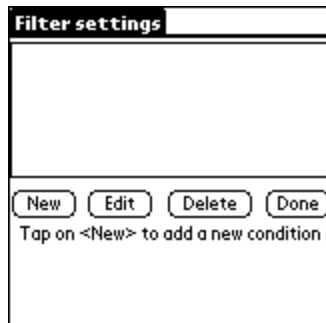 Filter settings
New Edit Delete Done
Tap on <New> to add a new condition